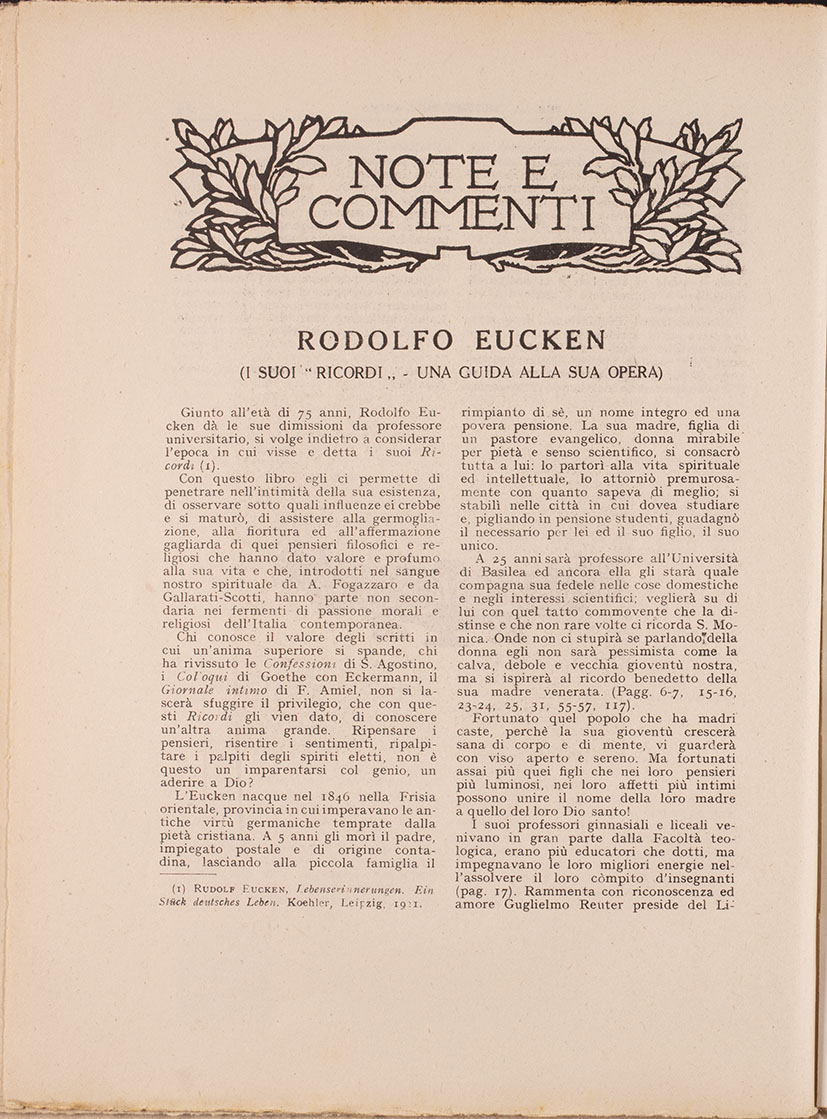 NOTE E
COMMENTI
RODOLFO EUCKEN
(I SUOI “ RICORDI „ - UNA GUIDA ALLA SUA OPERA)
Giunto all'età di 75 anni, Rodolfo Eu-
cken dà le sue dimissioni da professore
universitario, si volge indietro a considerar
l'epoca in cui visse e detta i suoi Ri-
cordi (1).
Con questo libro egli ci permette di
penetrare nell'intimità della sua esistenza,
di osservare sotto quali influenze ei crebbe
e si maturò, di assistere alla germoglia-
zione, alla fioritura ed all'affermazione
gagliarda di quei pensieri filosofici e re-
ligiosi che hanno dato valore e profumo
alla sua vita e che, introdotti nel sangue
nostro spirituale da A. Fogazzaro e da
Gallarati-Scotti, hanno parte non secon-
daria nei fermenti di passione morali e
religiosi dell'Italia contemporanea.
Chi conosce il valore degli scritti in
cui un'anima superiore si spande, chi
ha rivissuto le Confessioni di S. Agostino,
i Col oqui di Goethe con Eckermann, il
Giornale intimo di F. Amiel, non si la-
scerà sfuggire il privilegio, che con que-
sti Ricordi gli vien dato, di conoscere
un'altra anima grande. Ripensare i
pensieri, risentire i sentimenti, ripalpi-
tare i palpiti degli spiriti eletti, non è
questo un imparentarsi col genio, un
aderire a Dio?
L'Eucken nacque nel 1846 nella Frisia
orientale, provincia in cui imperavano le an-
tiche virtù germaniche temprate dalla
pietà cristiana. A 5 anni gli morì il padre,
impiegato postale e di origine conta-
dina, lasciando alla piccola famiglia il
(1) RUDOLF EUCKEN, Lebenserinnerungen. Ein
Stück deutsches Leben. Koehler, Leipzig, 1921.
rimpianto di sè, un nome integro ed una
povera pensione. La sua madre, figlia di
un pastore evangelico, donna mirabile
per pietà e senso scientifico, si consacrò
tutta a lui: lo partorì alla vita spirituale
ed intellettuale, lo attorniò premurosa-
mente con quanto sapeva di meglio; si
stabilì nelle città in cui dovea studiare
e, pigliando in pensione studenti, guadagnò
il necessario per lei ed il suo figlio, il suo
unico.
A 25 anni sarà professore all'Università
di Basilea ed ancora ella gli starà quale
compagna sua fedele nelle cose domestiche
e negli interessi scientifici; veglierà su di
lui con quel tatto commovente che la di-
stinse e che non rare volte ci ricorda S. Mo-
nica. Onde non ci stupirà se parlando della
donna egli non sarà pessimista come la
calva, debole e vecchia gioventù nostra,
ma si ispirerà al ricordo benedetto della
sua madre venerata. (Pagg. 6-7, 15-16,
23-24, 25, 31, 55-57, 117).
Fortunato quel popolo che ha madri
caste, perchè la sua gioventù crescerà
sana di corpo e di mente, vi guarderà
con viso aperto e sereno. Ma fortunati
assai più quei figli che nei loro pensieri
più luminosi, nei loro affetti più intimi
possono unire il nome della loro madre
a quello del loro Dio santo!
I suoi professori ginnasiali e liceali ve-
nivano in gran parte dalla Facoltà teo-
logica, erano più educatori che dotti, ma
impegnavano le loro migliori energie nel-
l'assolvere il loro còmpito d'insegnanti
(pag. 17). Rammenta con riconoscenza ed
amore Guglielmo Reuter preside del Li-